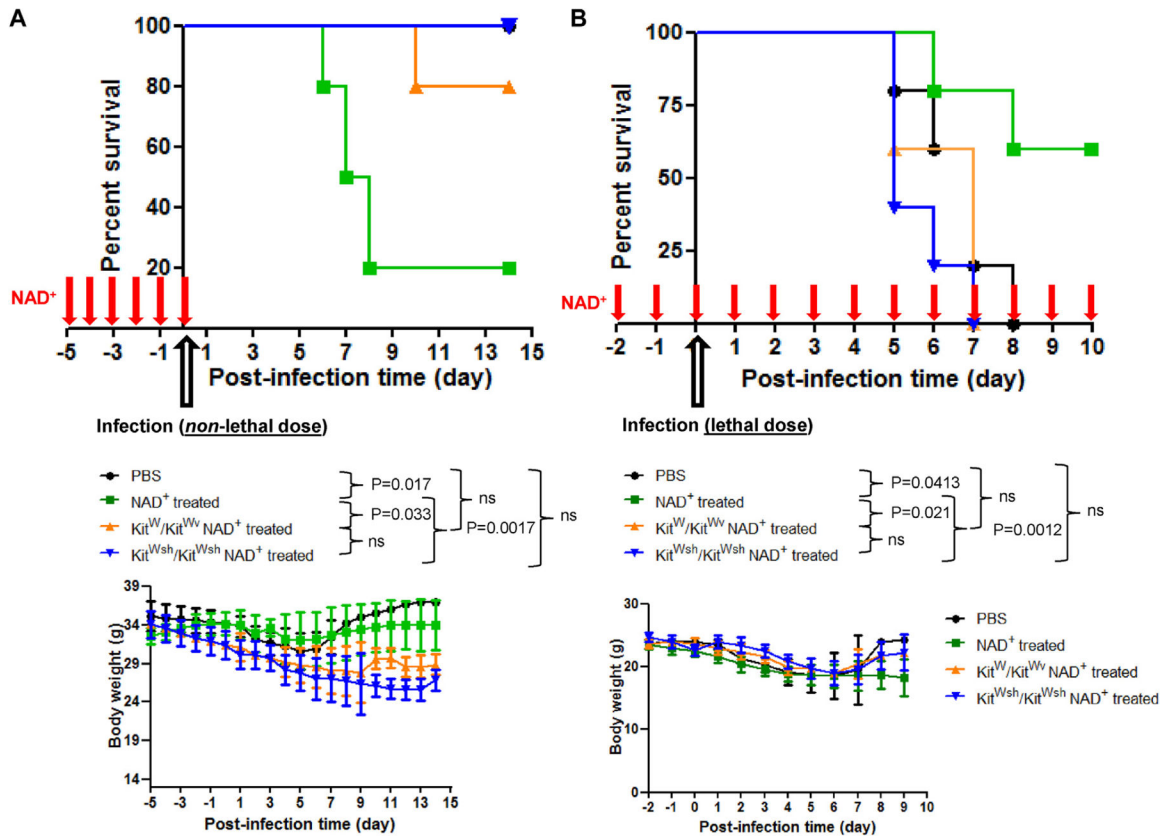 A
100
80
60
40
20
Percent survival
NAD+
-5 -3 -1 1 3 5 7 9 11 13 15
Post-infection time (day)
Infection (non-lethal dose)
PBS
NAD+ treated
KitW/KitWv NAD+ treated
KitWsh/KitWsh NAD+ treated
P=0.017
P=0.033
ns
P=0.0017
ns
ns
39
34
29
24
19
14
Body weight (g)
-5 -3 -1 1 3 5 7 9 11 13 15
Post-infection time (day)
B
100
75
50
25
Percent survival
NAD+
-2 -1 1 2 3 4 5 6 7 8 9 10
Post-infection time (day)
Infection (lethal dose)
PBS
NAD+ treated
KitW/KitWv NAD+ treated
KitWsh/KitWsh NAD+ treated
P=0.0413
P=0.021
ns
P=0.0012
ns
ns
30
20
10
0
Body weight (g)
-2 -1 0 1 2 3 4 5 6 7 8 9 10
Post-infection time (day)
PBS
NAD+ treated
KitW/KitWv NAD+ treated
KitWsh/KitWsh NAD+ treated